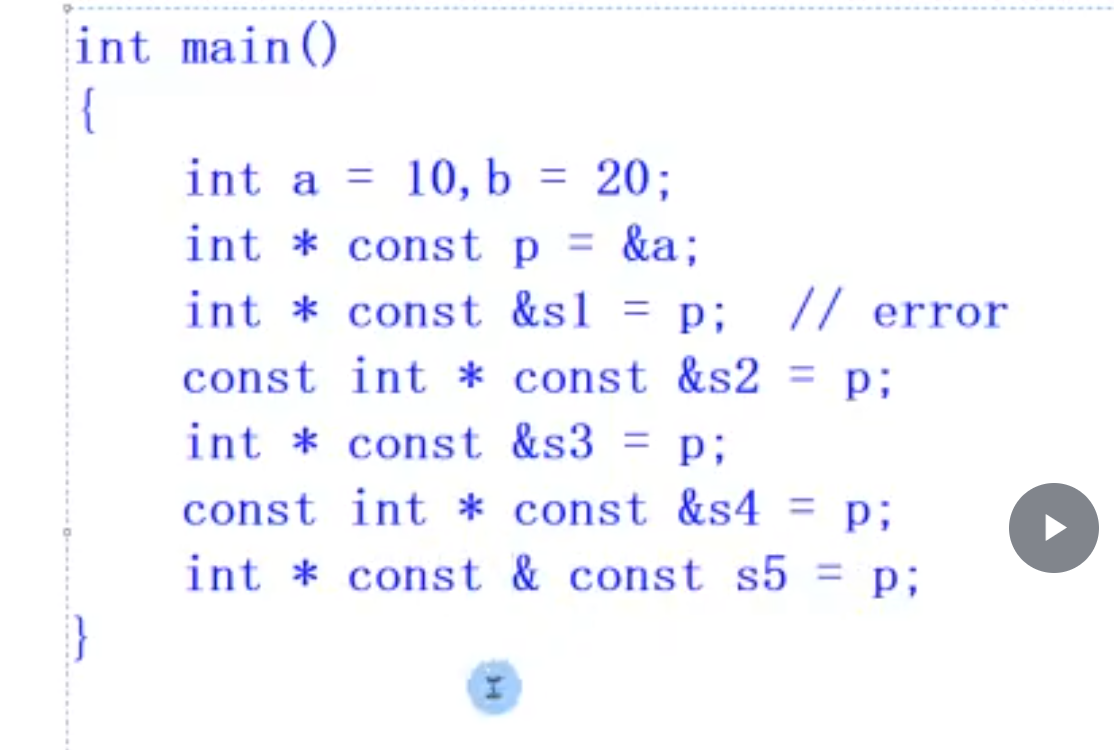 int main()
{
    int a = 10, b = 20;
    int * const p = &a;
    int * const &s1 = p;  // error
    const int * const &s2 = p;
    int * const &s3 = p;
    const int * const &s4 = p;
    int * const & const s5 = p;
}